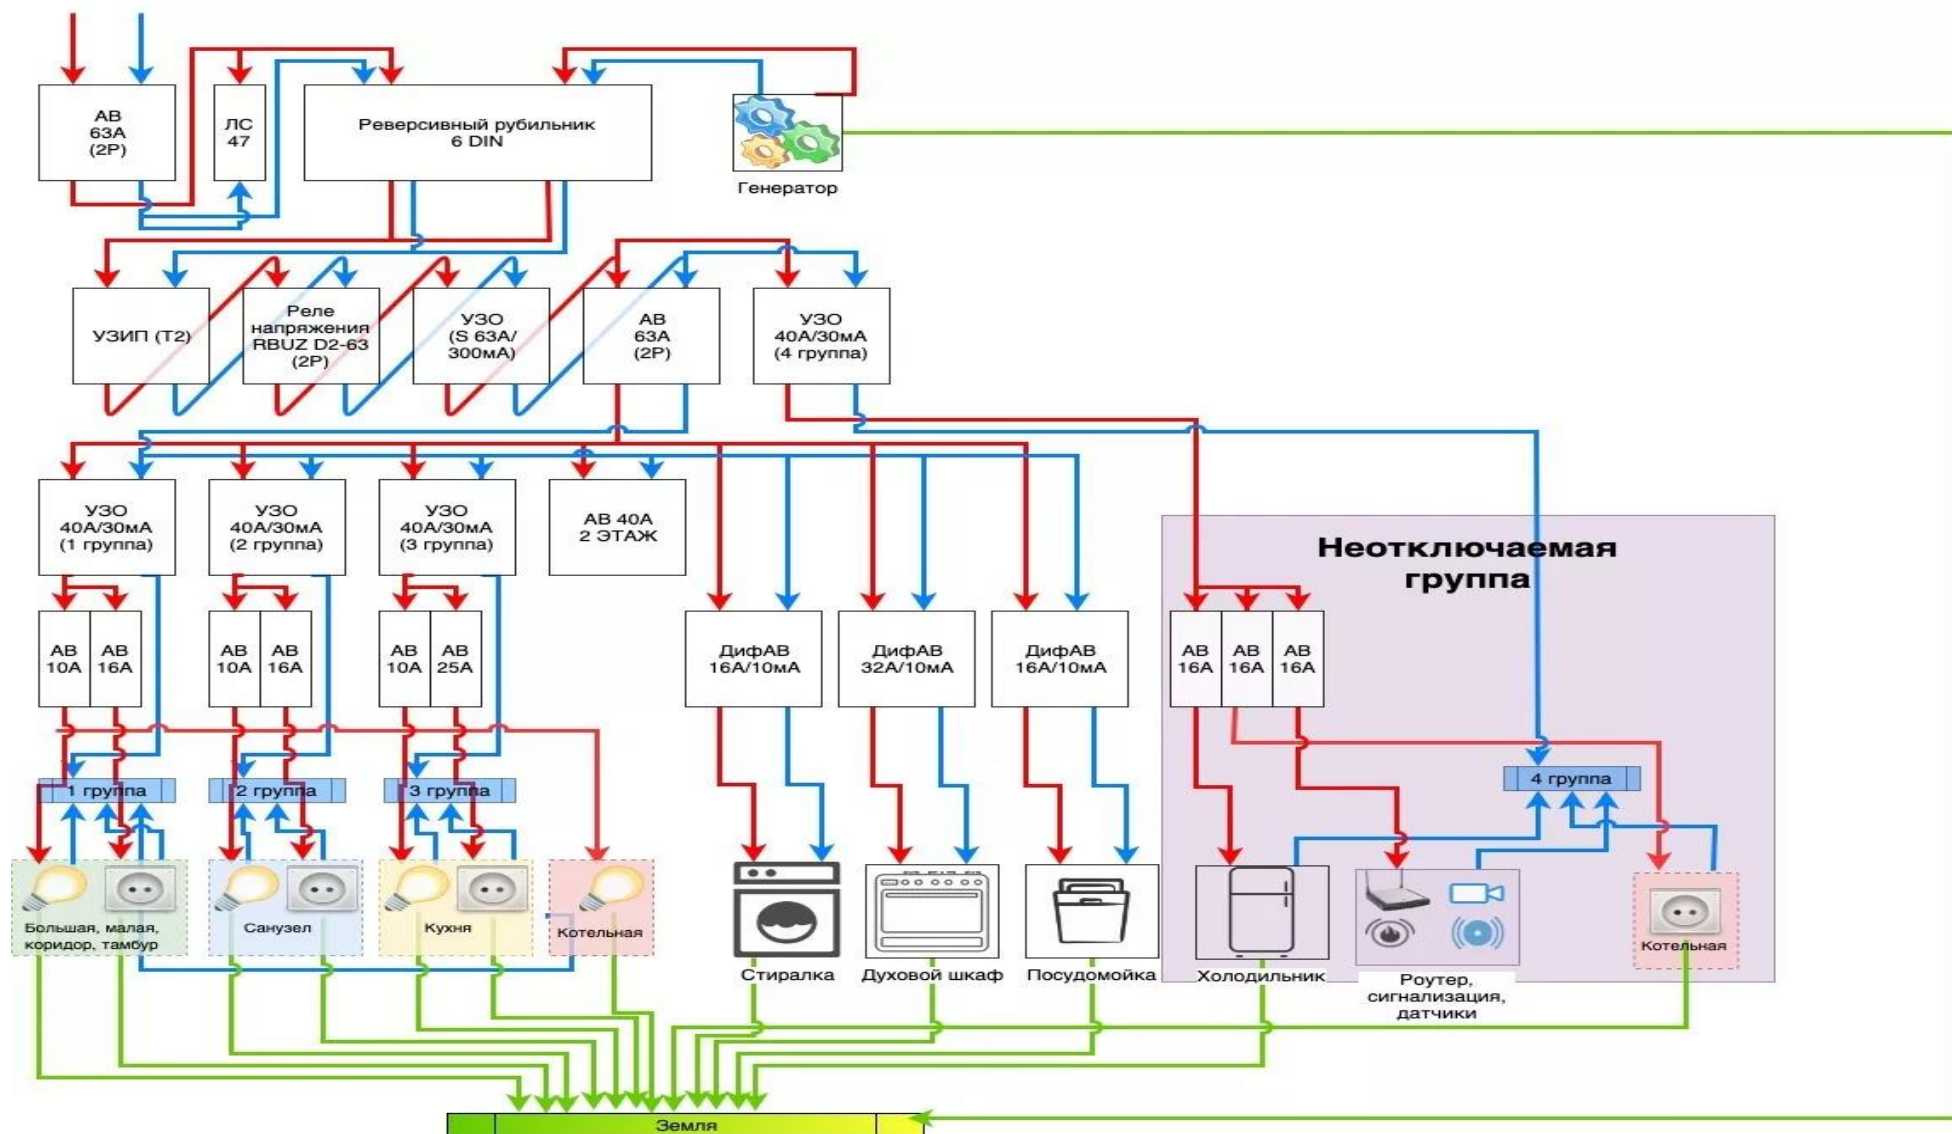 АВ
63А
(2Р)
ЛС
47
Реверсивный рубильник
6 DIN
Генератор
УЗИП (Т2)
Реле
напряжения
RBUZ D2-63
(2Р)
УЗО
(S 63А/
300мА)
АВ
63А
(2Р)
УЗО
40А/30мА
(4 группа)
УЗО
40А/30мА
(1 группа)
УЗО
40А/30мА
(2 группа)
УЗО
40А/30мА
(3 группа)
АВ 40А
2 ЭТАЖ
Неотключаемая
группа
АВ
10А
АВ
16А
АВ
10А
АВ
16А
АВ
10А
АВ
25А
ДифАВ
16А/10мА
ДифАВ
32А/10мА
ДифАВ
16А/10мА
АВ
16А
АВ
16А
АВ
16А
1 группа
2 группа
3 группа
4 группа
Большая, малая,
коридор, тамбур
Санузел
Кухня
Котельная
Стиралка
Духовой шкаф
Посудомойка
Холодильник
Роутер,
сигнализация,
датчики
Котельная
Земля